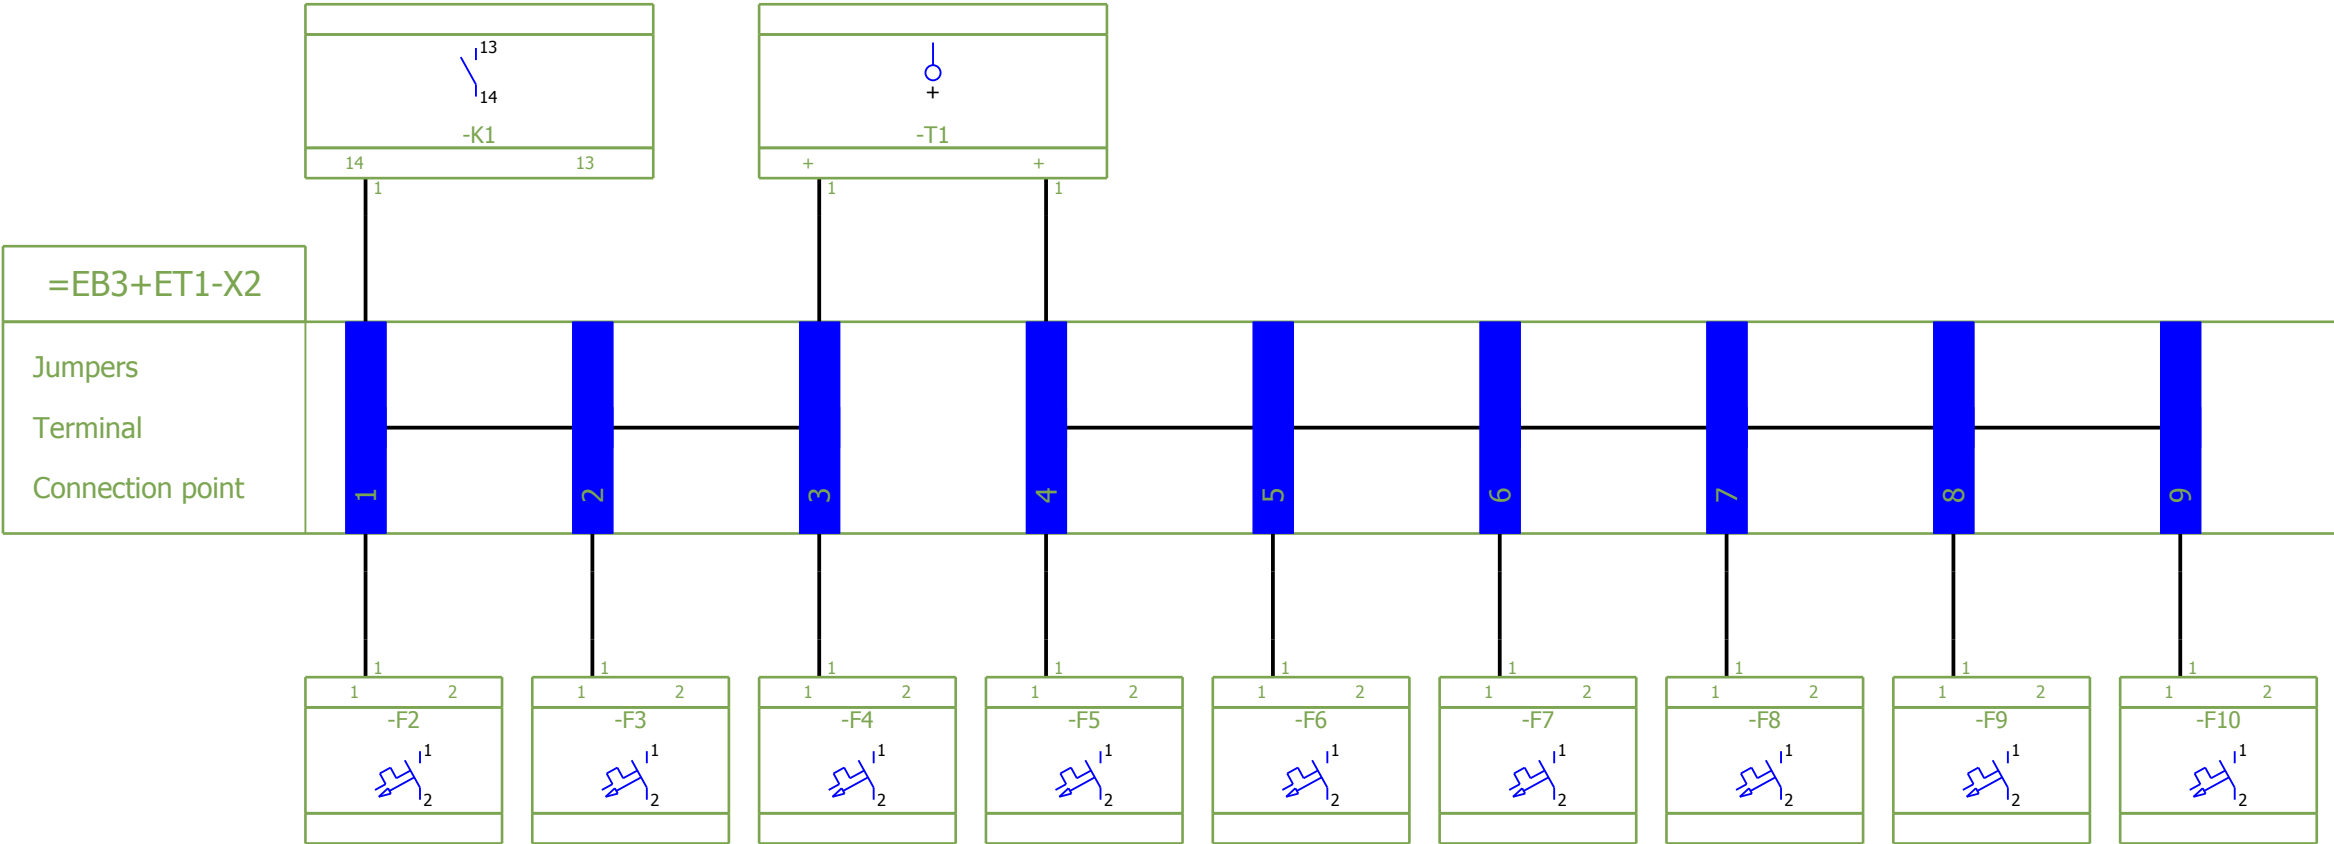 13
14
-K1
14 13
1
+
-T1
+ +
1 1
=EB3+ET1-X2
Jumpers
Terminal
Connection point
1 2 3 4 5 6 7 8 9
1 1 1 1 1 1 1 1 1
1 2 1 2 1 2 1 2 1 2 1 2 1 2 1 2 1 2
-F2 -F3 -F4 -F5 -F6 -F7 -F8 -F9 -F10
1 1 1 1 1 1 1 1 1
2 2 2 2 2 2 2 2 2